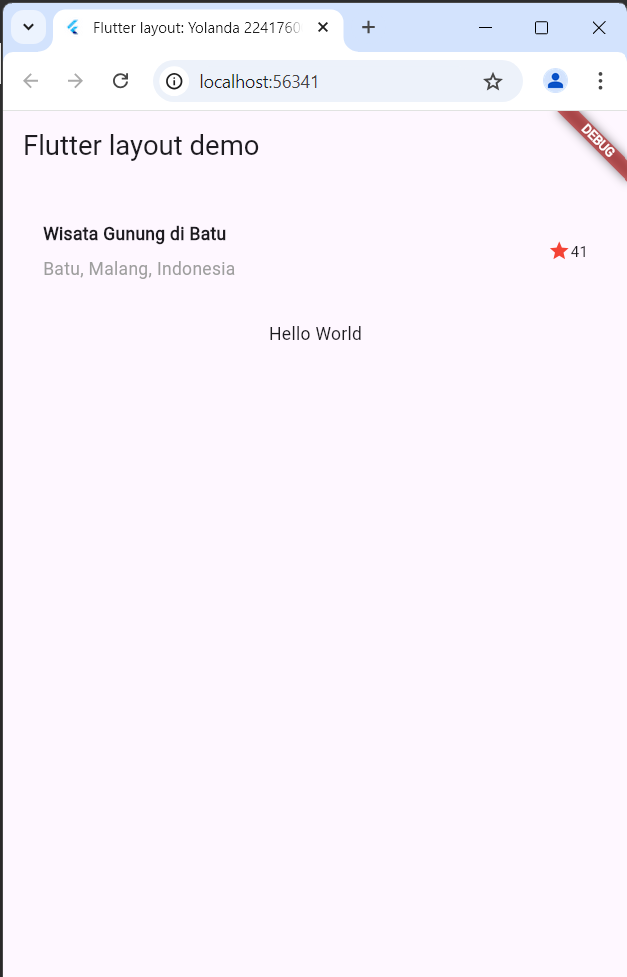 Flutter layout: Yolanda 2241760
localhost:56341
DEBUG
Flutter layout demo
Wisata Gunung di Batu
Batu, Malang, Indonesia
41
Hello World